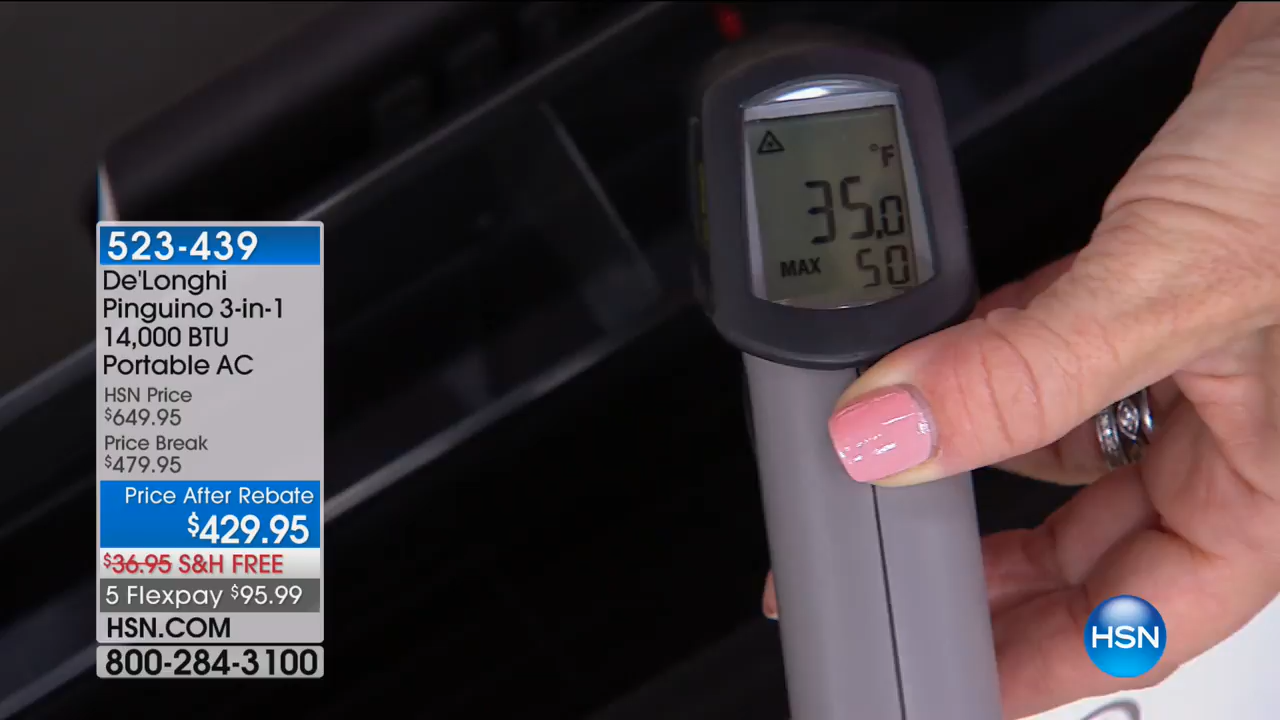 523-439
De'Longhi
Pinguino 3-in-1
14,000 BTU
Portable AC
HSN Price
$649.95
Price Break
$479.95
Price After Rebate
$429.95
$36.95 S&H FREE
5 Flexpay $95.99
HSN.COM
800-284-3100
°F
35.0
MAX 50
HSN